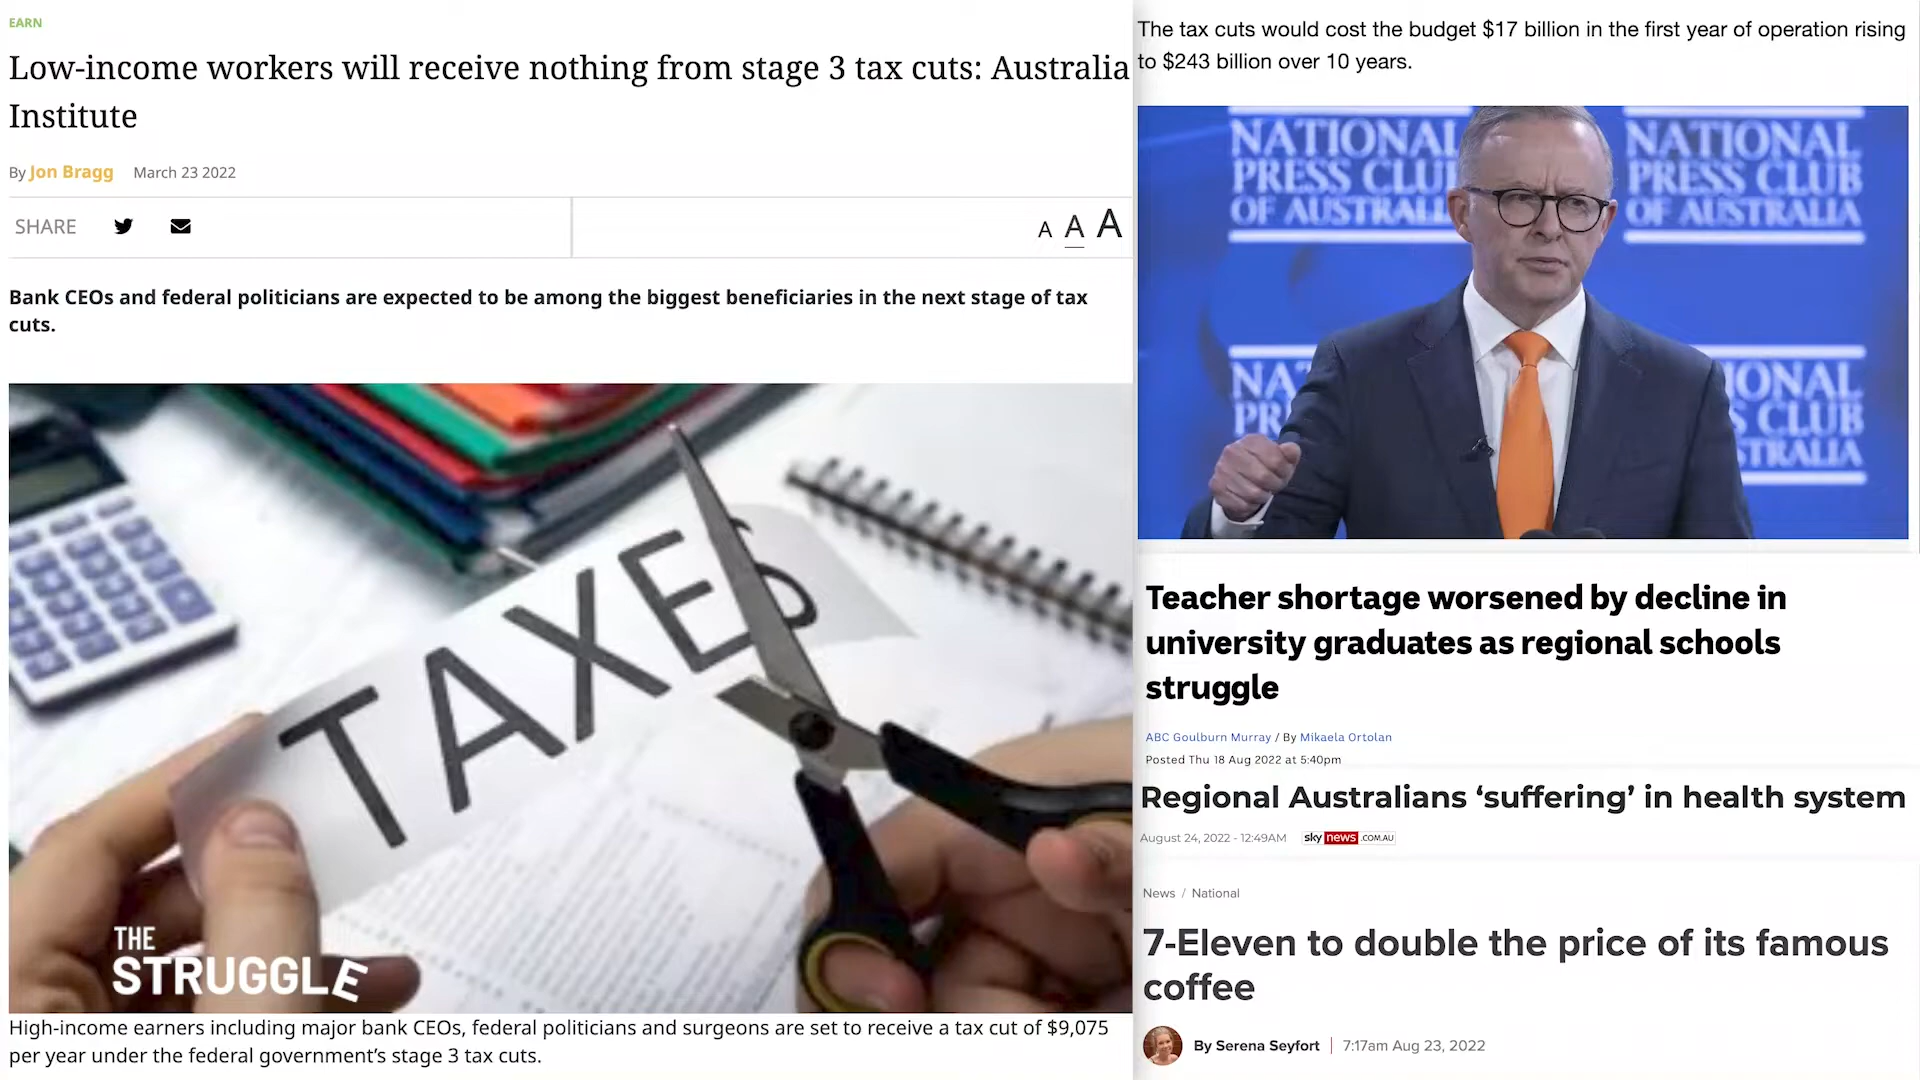 EARN
Low-income workers will receive nothing from stage 3 tax cuts: Australia
Institute
By Jon Bragg March 23 2022
SHARE
A A A
Bank CEOs and federal politicians are expected to be among the biggest beneficiaries in the next stage of tax
cuts.
TAXES
THE
STRUGGLE
High-income earners including major bank CEOs, federal politicians and surgeons are set to receive a tax cut of $9,075
per year under the federal government's stage 3 tax cuts.
The tax cuts would cost the budget $17 billion in the first year of operation rising
to $243 billion over 10 years.
NATIONAL
PRESS CLU
OF AUSTRAL
NATIONAL
PRESS CLUB
OF AUSTRALIA
NA
PR
IONAL
S CLUB
STRALIA
Teacher shortage worsened by decline in
university graduates as regional schools
struggle
ABC Goulburn Murray / By Mikaela Ortolan
Posted Thu 18 Aug 2022 at 5:40pm
Regional Australians ‘suffering’ in health system
August 24, 2022 - 12:49AM sky news .COM.AU
News / National
7-Eleven to double the price of its famous
coffee
By Serena Seyfort | 7:17am Aug 23, 2022